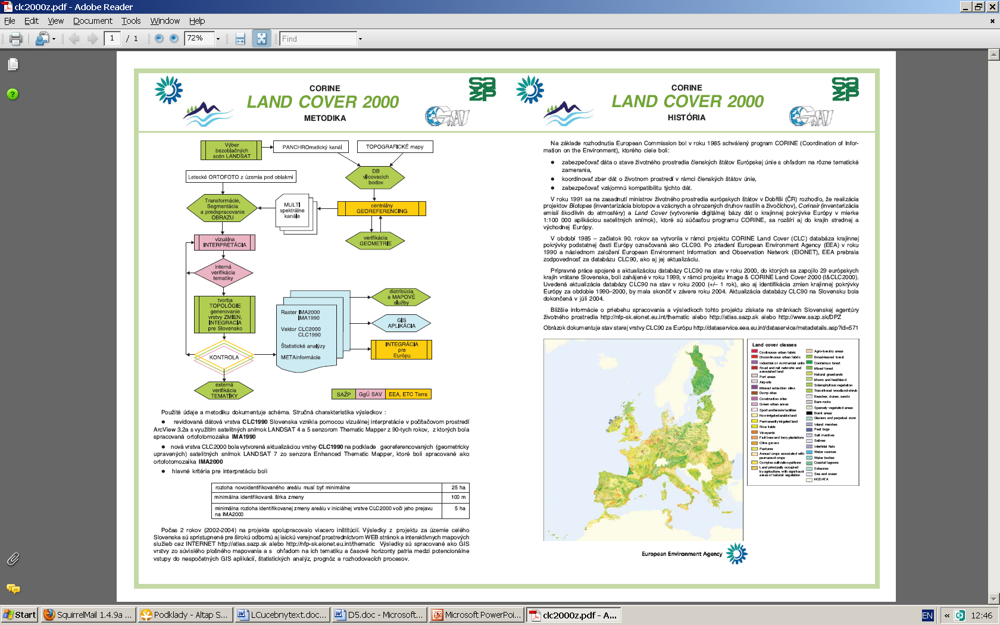 clc2000z.pdf - Adobe Reader
File Edit View Document Tools Window Help
1 / 1 72% Find
CORINE
LAND COVER 2000
METODIKA
sazp
Výber
bezoblačných
scén LANDSAT
PANCHROmatický kanál
TOPOGRAFICKÉ mapy
Letecké ORTOFOTO z územia pod oblakmi
DB
vlicovacich
bodov
Transformácie,
Segmentácia
a predspracovanie
OBRAZU
MULTI
spektrálne
kanále
centrálny
GEOREFERENCING
verifikácia
GEOMETRIE
vizuálna
INTERPRETÁCIA
interná
verifikácia
tematiky
tvorba
TOPOLÓGIE
generovanie
vrstvy ZMIEN,
INTEGRACIA
pre Slovensko
KONTROLA
externá
verifikácia
TEMATIKY
Raster IMA2000
IMA1990
Vektor CLC2000
CLC1990
Štatistické analýzy
METAinformácie
distribúcia
a MAPOVÉ
služby
GIS
APLIKÁCIA
INTEGRÁCIA
pre
Európu
SAŽP GgÚ SAV EEA, ETC Terra
Použité údaje a metodiku dokumentuje schéma. Stručná charakteristika výsledkov :
● revidovaná dátová vrstva CLC1990 Slovenska vznikla pomocou vizuálnej interpretácie v počítačovom prostredí
ArcView 3.2a s využitím satelitných snímok LANDSAT 4 a 5 senzorom Thematic Mapper z 90-tych rokov, z ktorých bola
spracovaná ortofotomozaika IMA1990
● nová vrstva CLC2000 bola vytvorená aktualizáciou vrstvy CLC1990 na podklade georeferencovaných (geometricky
upravených) satelitných snímok LANDSAT 7 zo senzora Enhanced Thematic Mapper, ktoré boli spracované ako
ortofotomozaika IMA2000
● hlavné kritéria pre interpretáciu boli
rozloha novoidentifikovaného areálu musí byť minimálne 25 ha
minimálna identifikovaná šírka zmeny 100 m
minimálna rozloha identifikovanej zmeny areálu v iniciálnej vrstve CLC2000 voči jeho prejavu
na IMA2000 5 ha
Počas 2 rokov (2002-2004) na projekte spolupracovalo viacero inštitúcií. Výsledky z projektu za územie celého
Slovenska sú sprístupnené pre širokú odbornú aj laickú verejnosť prostredníctvom WEB stránok a interaktívnych mapových
služieb cez INTERNET http://atlas.sazp.sk alebo http://nfp-sk.eionet.eu.int/thematic Výsledky sú spracované ako GIS
vrstvy zo súvislého plošného mapovania a s ohľadom na ich tematiku a časové horizonty patria medzi potencionálne
vstupy do nespočetných GIS aplikácií, štatistických analýz, prognóz a rozhodovacích procesov.
CORINE
LAND COVER 2000
HISTÓRIA
sazp
Na základe rozhodnutia European Commission bol v roku 1985 schválený program CORINE (Coordination of Infor-
mation on the Environment), ktorého ciele boli:
● zabezpečovať dáta o stave životného prostredia členských štátov Európskej únie s ohľadom na rôzne tematické
zamerania,
● koordinovať zber dát o životnom prostredí v rámci členských štátov únie,
● zabezpečovať vzájomnú kompatibilitu týchto dát.
V roku 1991 sa na zasadnutí ministrov životného prostredia európskych štátov v Dobříši (ČR) rozhodlo, že realizácia
projektov Biotopes (inventarizácia biotopov a vzácnych a ohrozených druhov rastlín a živočíchov), Corinair (inventarizácia
emisií škodlivín do atmosféry) a Land Cover (vytvorenie digitálnej bázy dát o krajinnej pokrývke Európy v mierke
1:100 000 aplikáciou satelitných snímok), ktoré sú súčasťou programu CORINE, sa rozšíri aj do krajín strednej a
východnej Európy.
V období 1985 – začiatok 90. rokov sa vytvorila v rámci projektu CORINE Land Cover (CLC) databáza krajinnej
pokrývky podstatnej časti Európy označovaná ako CLC90. Po zriadení European Environment Agency (EEA) v roku
1990 a následnom založení European Environment Information and Observation Network (EIONET), EEA prebrala
zodpovednosť za databázu CLC90, ako aj jej aktualizáciu.
Prípravné práce spojené s aktualizáciou databázy CLC90 na stav v roku 2000, do ktorých sa zapojilo 29 európskych
krajín vrátane Slovenska, boli zahájené v roku 1999, v rámci projektu Image & CORINE Land Cover 2000 (I&CLC2000).
Uvedená aktualizácia databázy CLC90 na stav v roku 2000 (+/– 1 rok), ako aj identifikácia zmien krajinnej pokrývky
Európy za obdobie 1990–2000, by mala skončiť v závere roku 2004. Aktualizácia databázy CLC90 na Slovensku bola
dokončená v júli 2004.
Bližšie informácie o priebehu spracovania a výsledkoch tohto projektu získate na stránkach Slovenskej agentúry
životného prostredia http://nfp-sk.eionet.eu.int/thematic alebo http://atlas.sazp.sk alebo http://www.sazp.sk/DPZ
Obrázok dokumentuje stav starej vrstvy CLC90 za Európu http://dataservice.eea.eu.int/dataservice/metadetails.asp?id=571
Land cover classes
Continuous urban fabric
Discontinuous urban fabric
Industrial or commercial units
Road and rail networks and
associated land
Port areas
Airports
Mineral extraction sites
Dump sites
Construction sites
Green urban areas
Sport and leisure facilities
Non-irrigated arable land
Permanently irrigated land
Rice fields
Vineyards
Fruit trees and berry plantations
Olive groves
Pastures
Annual crops associated with
permanent crops
Complex cultivation patterns
Land principally occupied
by agriculture, with significant
areas of natural vegetation
Agro-forestry areas
Broad-leaved forest
Coniferous forest
Mixed forest
Natural grasslands
Moors and heathland
Sclerophyllous vegetation
Transitional woodland-shrub
Beaches, dunes, sands
Bare rocks
Sparsely vegetated areas
Burnt areas
Glaciers and perpetual snow
Inland marshes
Peat bogs
Salt marshes
Salines
Intertidal flats
Water courses
Water bodies
Coastal lagoons
Estuaries
Sea and ocean
NODATA
European Environment Agency
Start SquirrelMail 1.4.9a ... Podklady - Altap S... LCucebnytext.doc... D5.doc - Microsoft... Microsoft PowerPoi... clc2000z.pdf - A... EN « 12:46